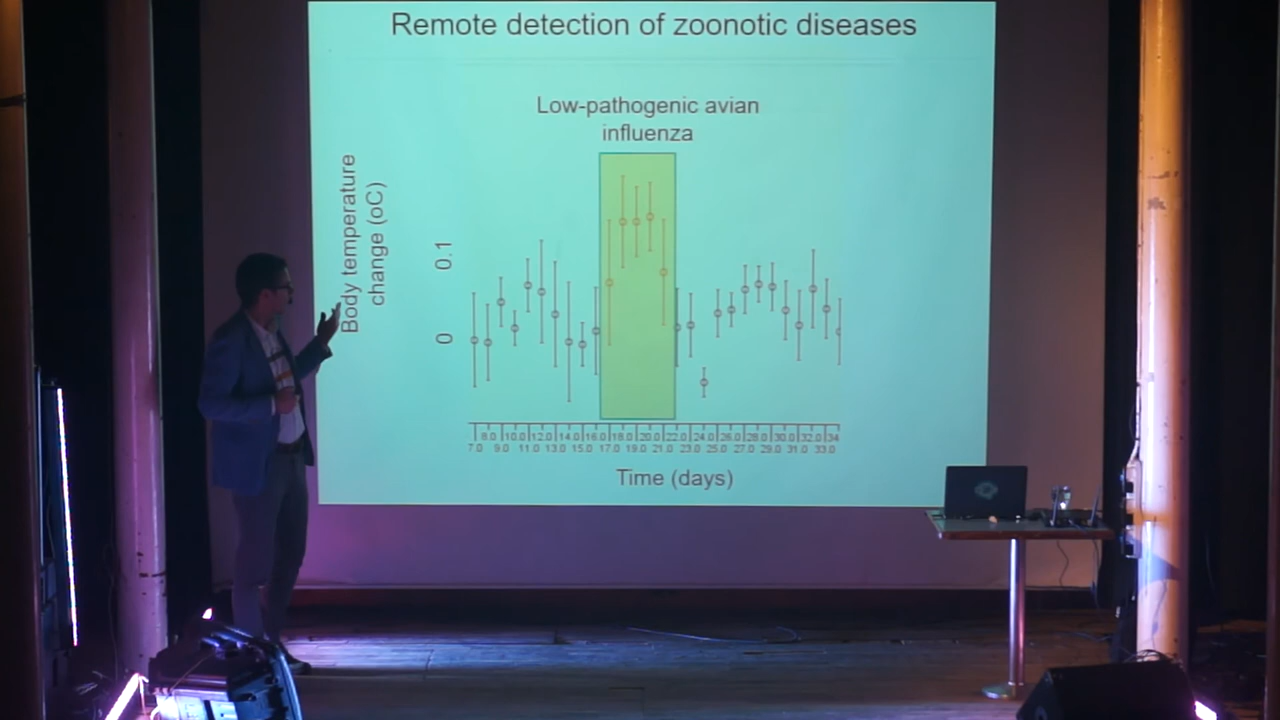 Remote detection of zoonotic diseases
Low-pathogenic avian
influenza
Body temperature
change (oC)
0.1
0
8.0 10.0 12.0 14.0 16.0 18.0 20.0 22.0 24.0 26.0 28.0 30.0 32.0 34
7.0 9.0 11.0 13.0 15.0 17.0 19.0 21.0 23.0 25.0 27.0 29.0 31.0 33.0
Time (days)